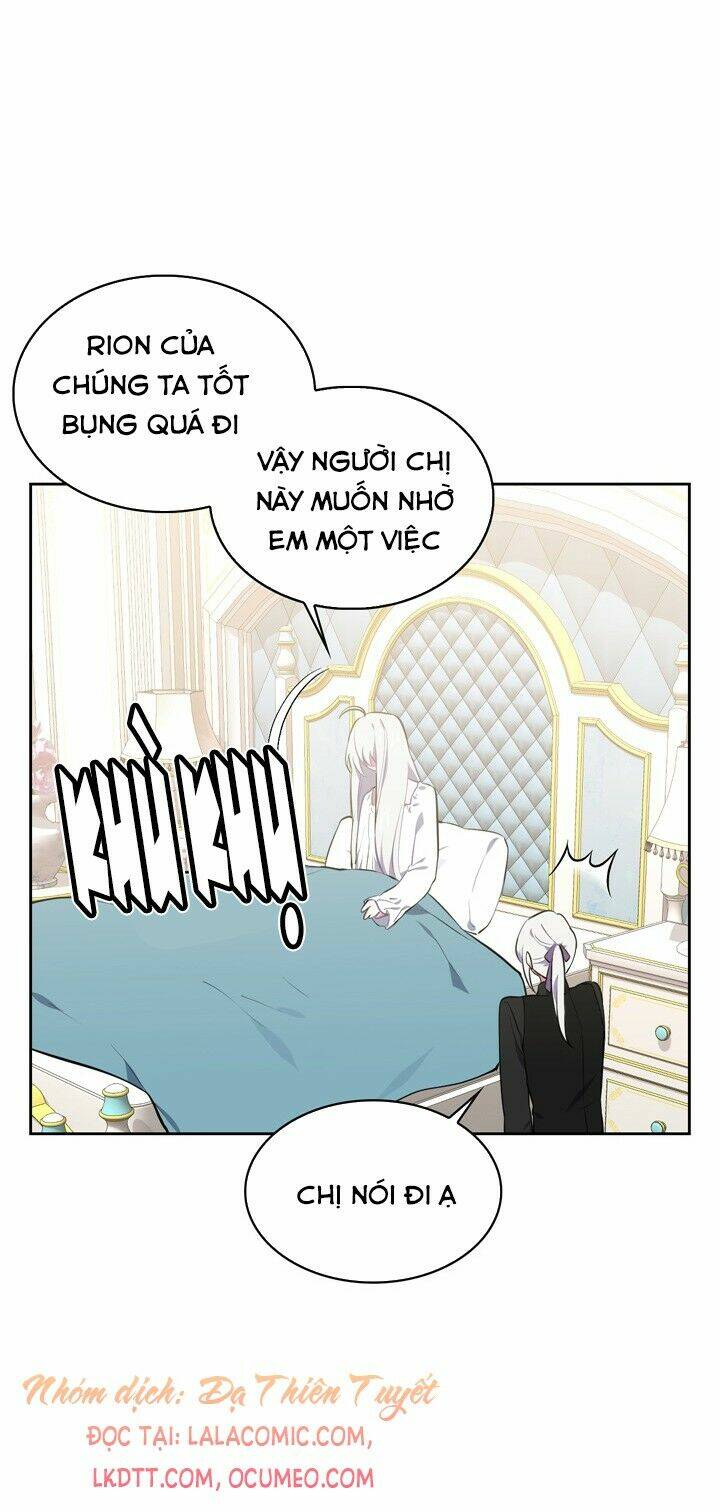 RION CỦA
CHÚNG TA TỐT
BỤNG QUÁ ĐI
VẬY NGƯỜI CHỊ
NÀY MUỐN NHỜ
EM MỘT VIỆC
KHỦ KHỤ
CHỊ NÓI ĐI Ạ
Nhóm dịch: Dạ Thiên Tuyết
ĐỌC TẠI: LALACOMIC.COM,
LKDTT.COM, OCUMEO.COM